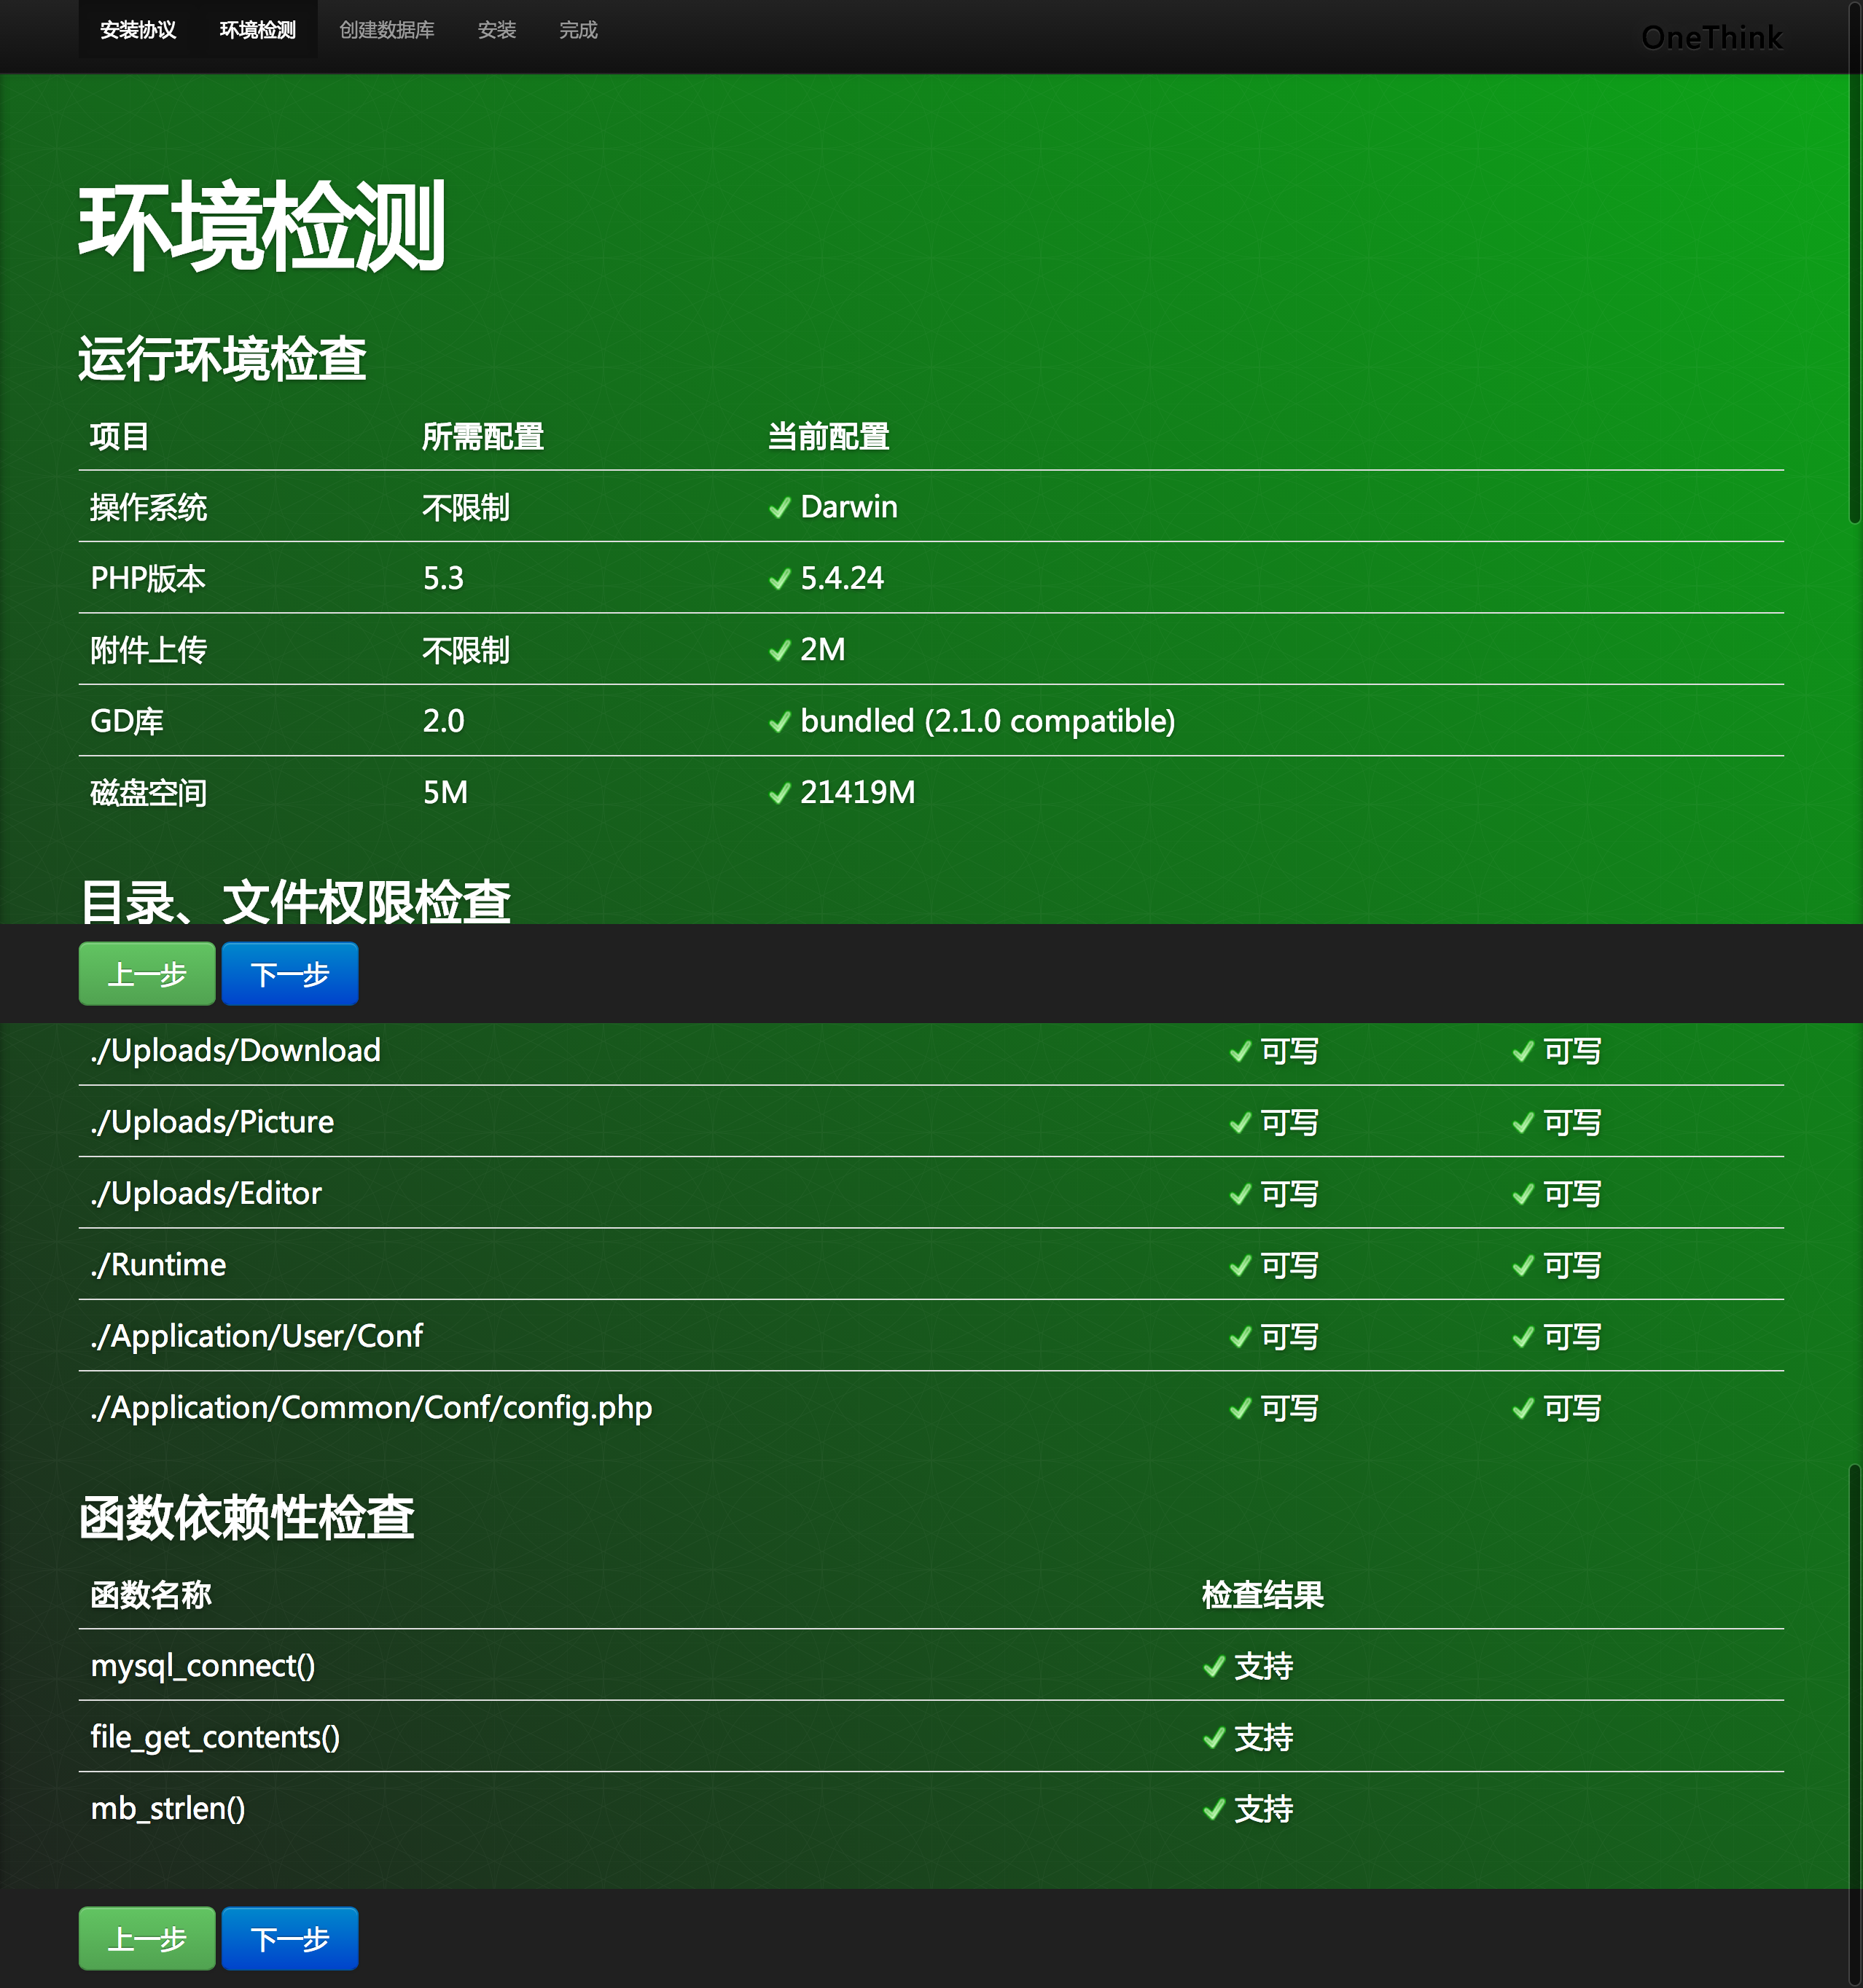 安装协议 环境检测 创建数据库 安装 完成 OneThink
环境检测
运行环境检查
项目 所需配置 当前配置
操作系统 不限制 Darwin
PHP版本 5.3 5.4.24
附件上传 不限制 2M
GD库 2.0 bundled (2.1.0 compatible)
磁盘空间 5M 21419M
目录、文件权限检查
上一步 下一步
./Uploads/Download 可写 可写
./Uploads/Picture 可写 可写
./Uploads/Editor 可写 可写
./Runtime 可写 可写
./Application/User/Conf 可写 可写
./Application/Common/Conf/config.php 可写 可写
函数依赖性检查
函数名称 检查结果
mysql_connect() 支持
file_get_contents() 支持
mb_strlen() 支持
上一步 下一步